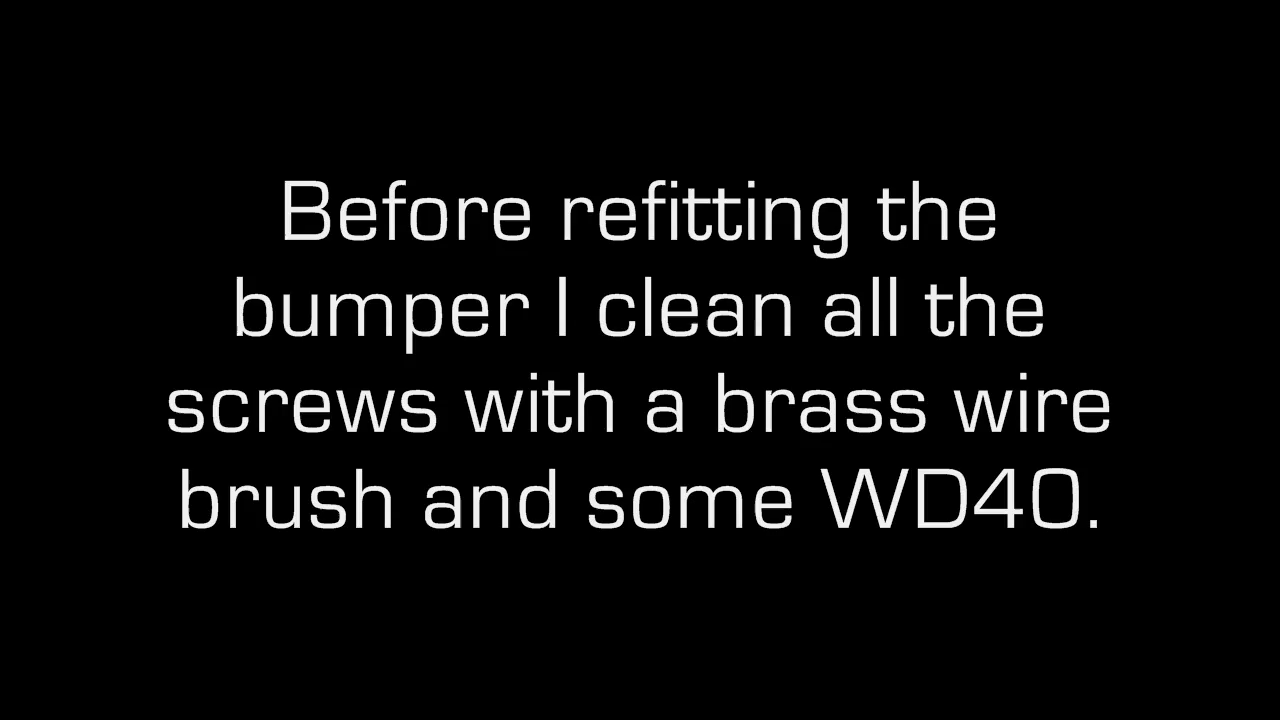 Before refitting the
bumper I clean all the
screws with a brass wire
brush and some WD40.